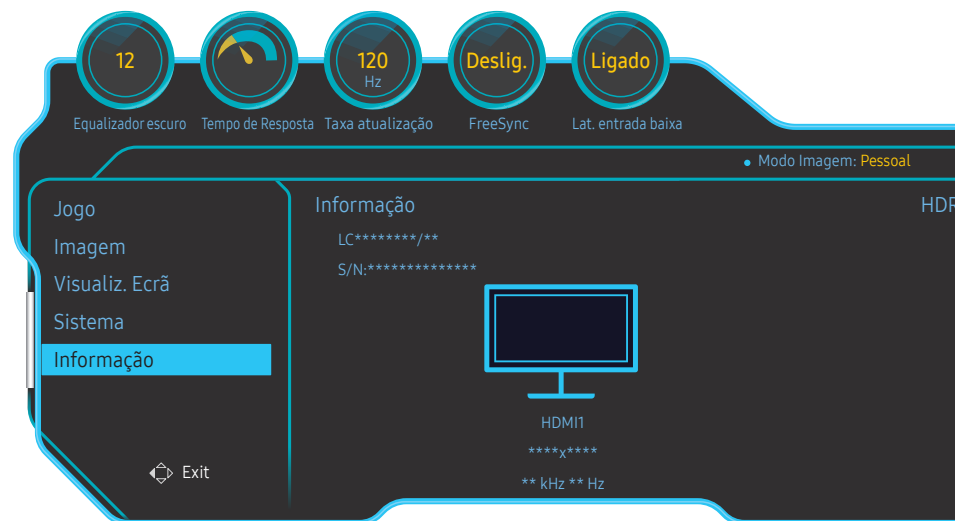 12
120
Hz
Deslig.
Ligado
Equalizador escuro
Tempo de Resposta
Taxa atualização
FreeSync
Lat. entrada baixa
Modo Imagem: Pessoal
Jogo
Imagem
Visualiz. Ecrã
Sistema
Informação
Exit
Informação
HDR
LC********/**
S/N:**************
HDMI1
****x****
** kHz ** Hz